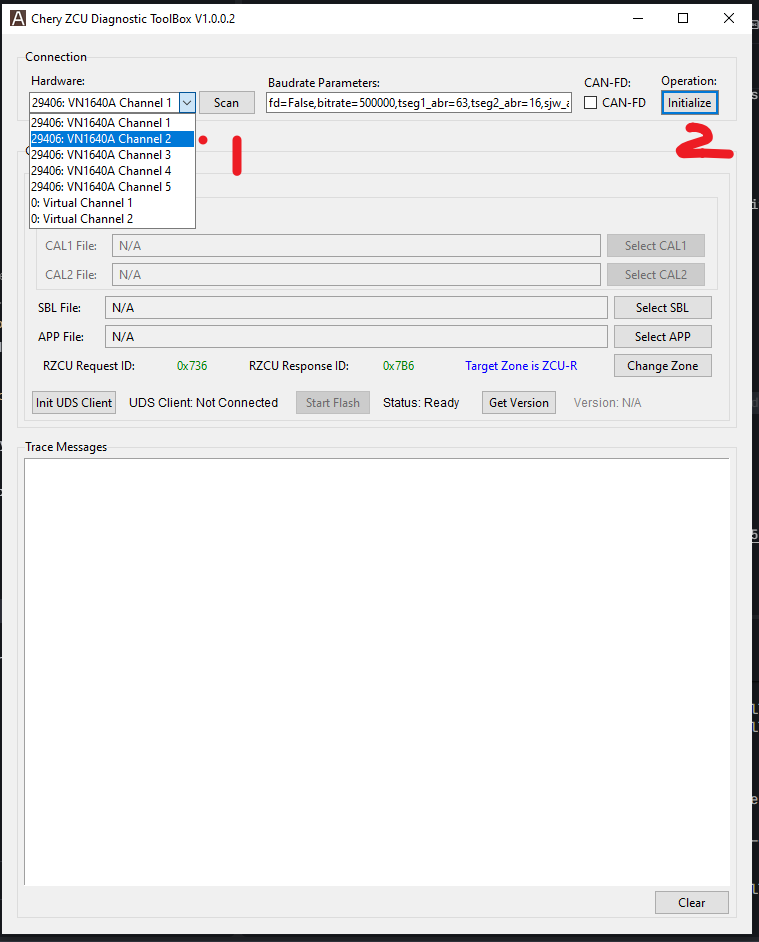 A Chery ZCU Diagnostic ToolBox V1.0.0.2
Connection
Hardware: Baudrate Parameters: CAN-FD: Operation:
29406: VN1640A Channel 1 Scan fd=False,bitrate=500000,tseg1_abr=63,tseg2_abr=16,sjw_a CAN-FD Initialize
29406: VN1640A Channel 1
29406: VN1640A Channel 2
29406: VN1640A Channel 3
29406: VN1640A Channel 4
29406: VN1640A Channel 5
0: Virtual Channel 1
0: Virtual Channel 2
1
2
CAL1 File: N/A Select CAL1
CAL2 File: N/A Select CAL2
SBL File: N/A Select SBL
APP File: N/A Select APP
RZCU Request ID: 0x736 RZCU Response ID: 0x7B6 Target Zone is ZCU-R Change Zone
Init UDS Client UDS Client: Not Connected Start Flash Status: Ready Get Version Version: N/A
Trace Messages
Clear